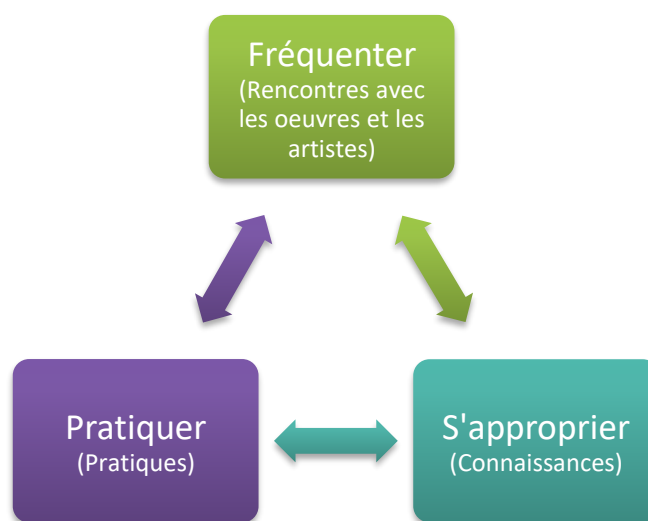 Fréquenter
(Rencontres avec
les oeuvres et les
artistes)
Pratiquer
(Pratiques)
S'approprier
(Connaissances)